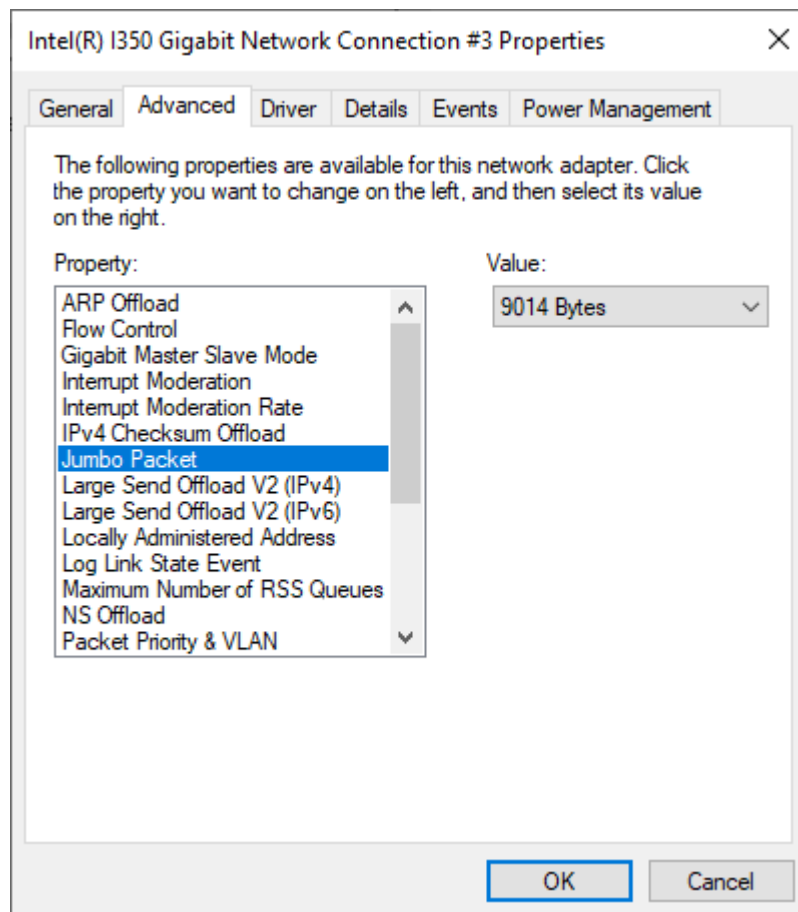 Intel(R) I350 Gigabit Network Connection #3 Properties
General Advanced Driver Details Events Power Management
The following properties are available for this network adapter. Click
the property you want to change on the left, and then select its value
on the right.
Property:
Value:
ARP Offload
Flow Control
Gigabit Master Slave Mode
Interrupt Moderation
Interrupt Moderation Rate
IPv4 Checksum Offload
Jumbo Packet
Large Send Offload V2 (IPv4)
Large Send Offload V2 (IPv6)
Locally Administered Address
Log Link State Event
Maximum Number of RSS Queues
NS Offload
Packet Priority & VLAN
9014 Bytes
OK
Cancel